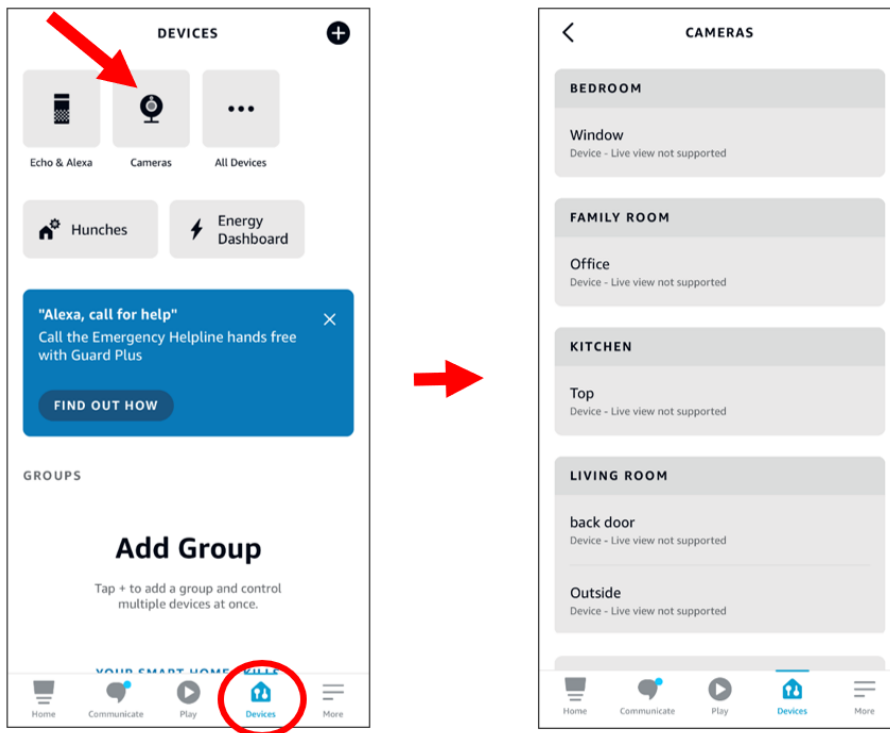 DEVICES
Echo & Alexa
Cameras
All Devices
Hunches
Energy
Dashboard
"Alexa, call for help"
Call the Emergency Helpline hands free
with Guard Plus
FIND OUT HOW
GROUPS
Add Group
Tap + to add a group and control
multiple devices at once.
YOUR SMART HOME SKILLS
Home
Communicate
Play
Devices
More
CAMERAS
BEDROOM
Window
Device - Live view not supported
FAMILY ROOM
Office
Device - Live view not supported
KITCHEN
Top
Device - Live view not supported
LIVING ROOM
back door
Device - Live view not supported
Outside
Device - Live view not supported
Home
Communicate
Play
Devices
More